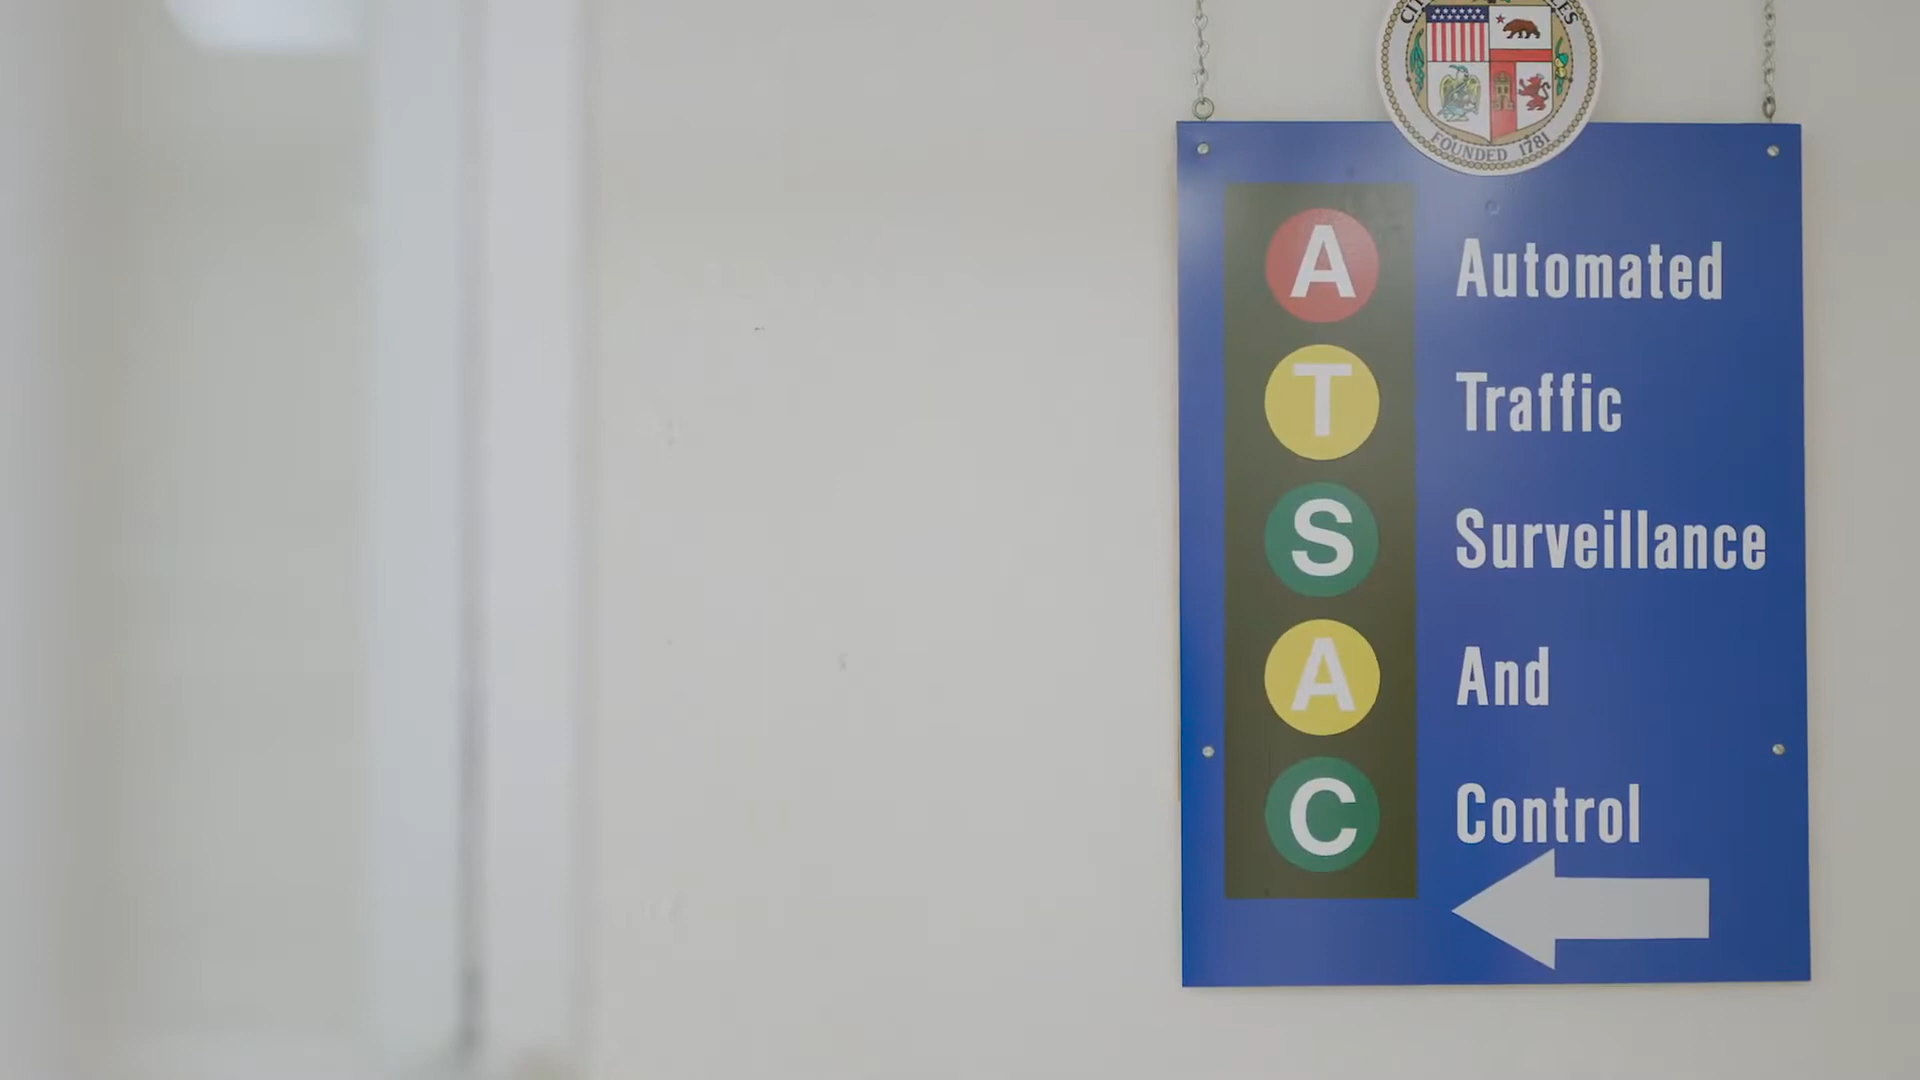 FOUNDED 1781
A Automated
T Traffic
S Surveillance
A And
C Control